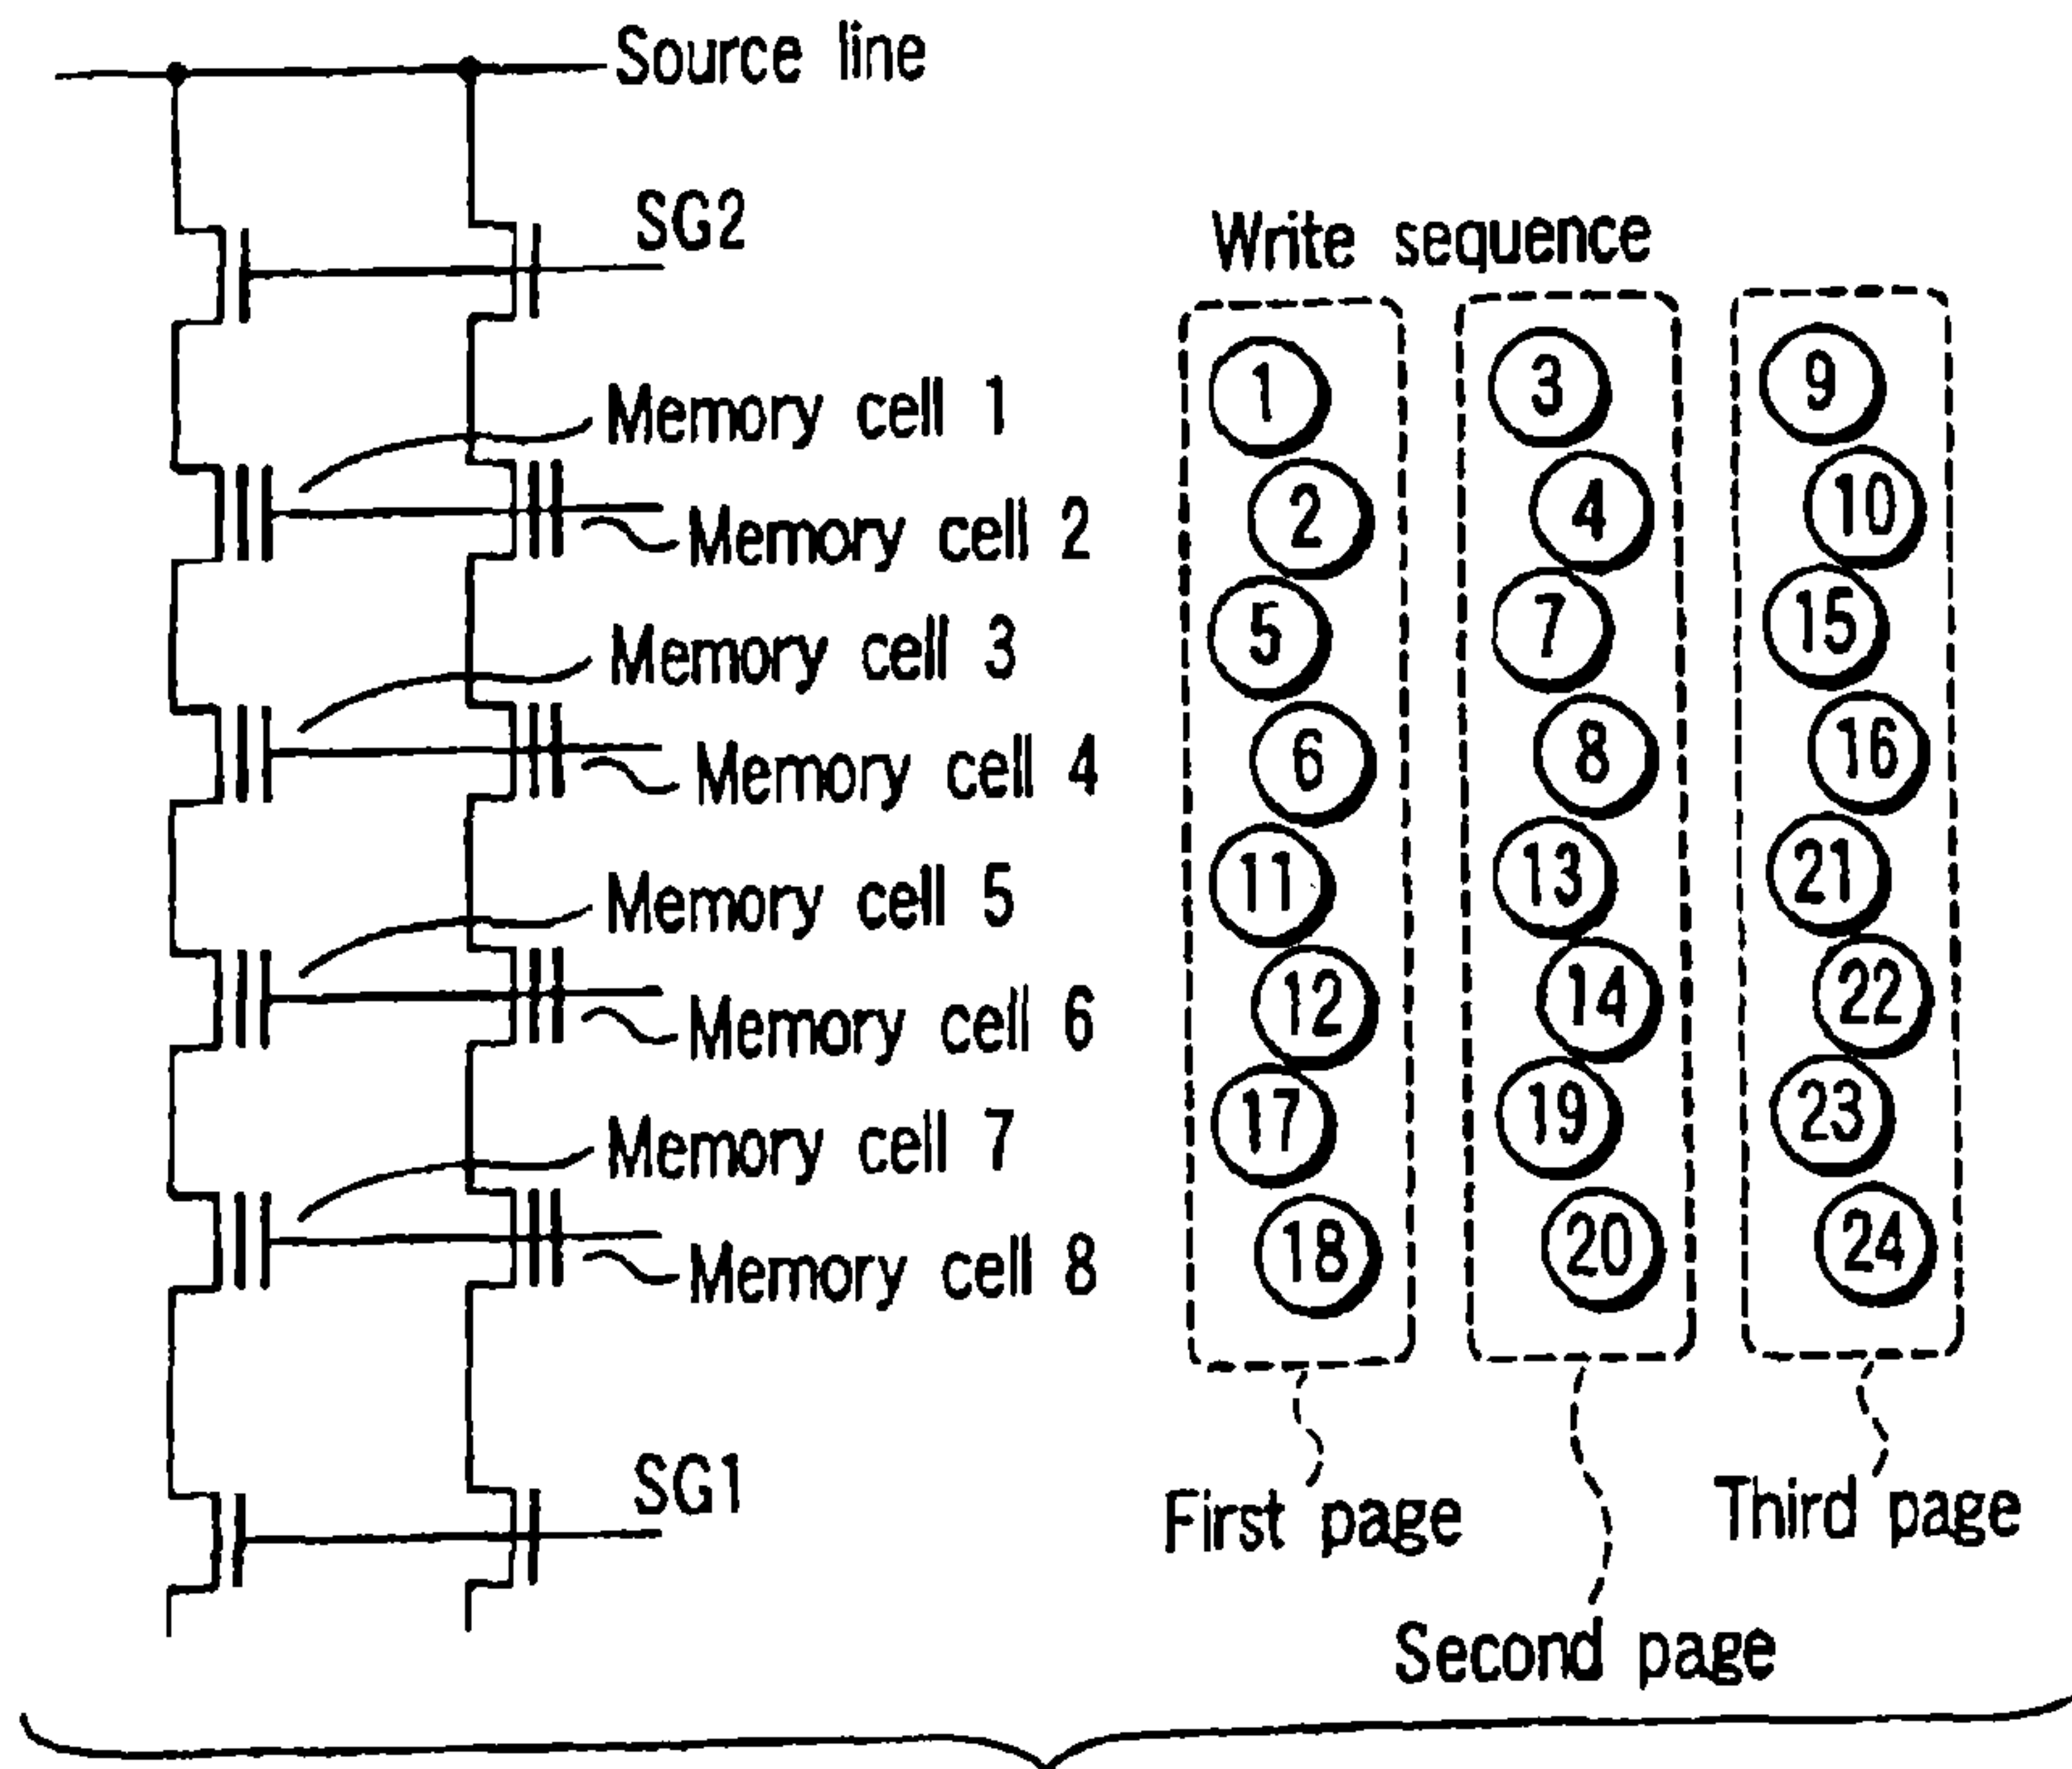 Source line
SG2
Write sequence
Memory cell 1
Memory cell 2
Memory cell 3
Memory cell 4
Memory cell 5
Memory cell 6
Memory cell 7
Memory cell 8
1 3 9
2 4 10
5 7 15
6 8 16
11 13 21
12 14 22
17 19 23
18 20 24
SG1
First page
Third page
Second page